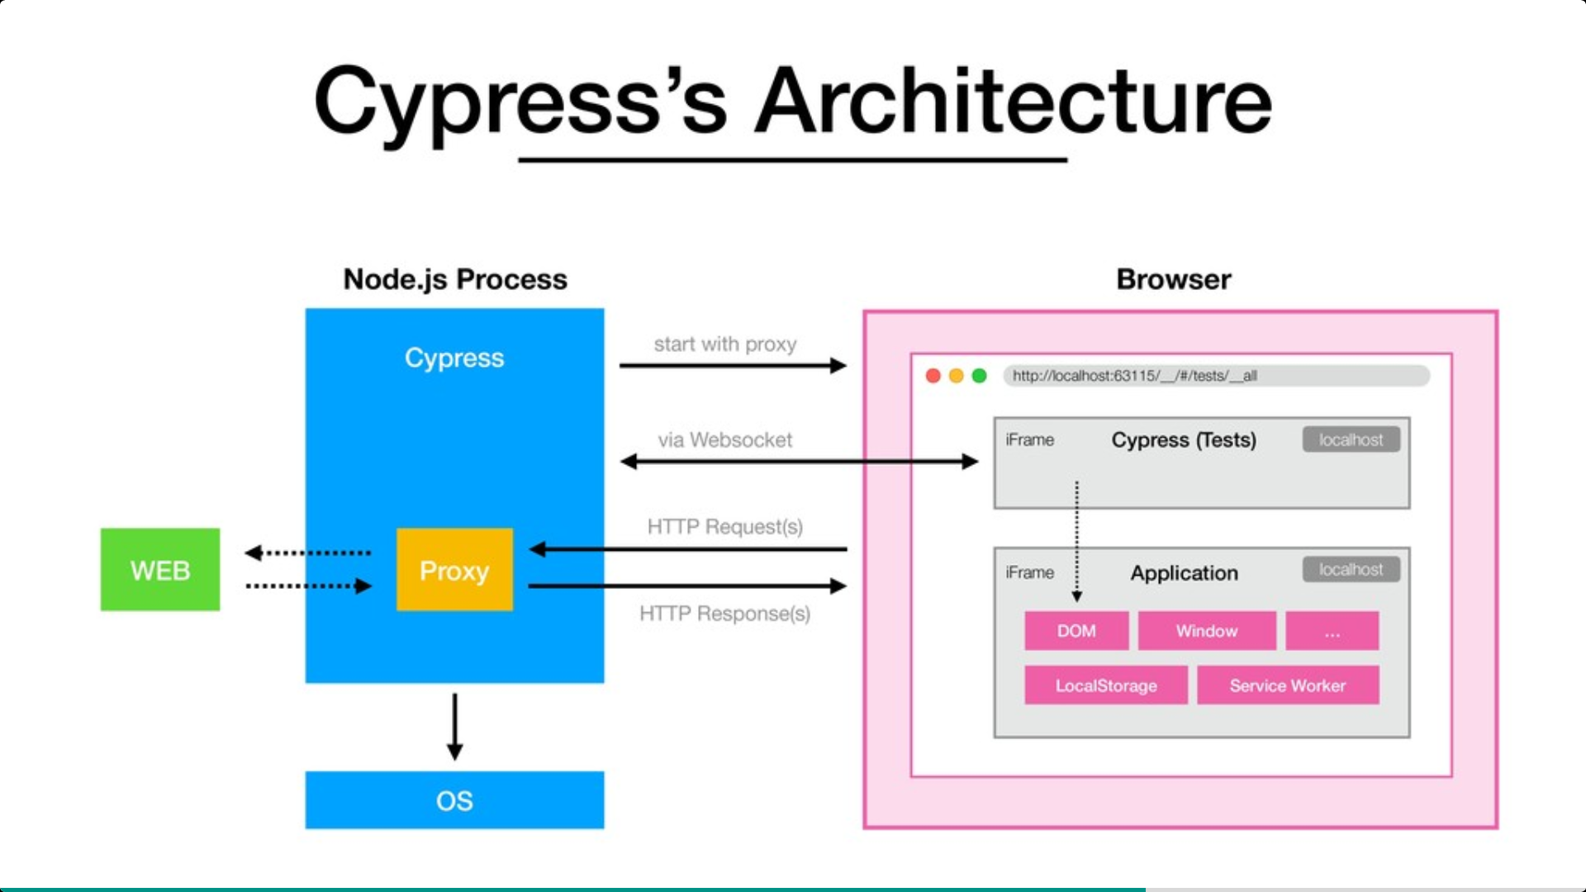 Cypress’s Architecture
Node.js Process
Browser
Cypress
start with proxy
http://localhost:63115/__/#/tests/__all
via Websocket
iFrame
Cypress (Tests)
localhost
WEB
Proxy
HTTP Request(s)
HTTP Response(s)
iFrame
Application
localhost
DOM
Window
...
LocalStorage
Service Worker
OS